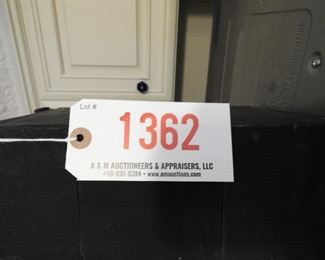 Lot #
1362
A & M AUCTIONEERS & APPRAISERS, LLC
410-835-0384 • www.amauctions.com